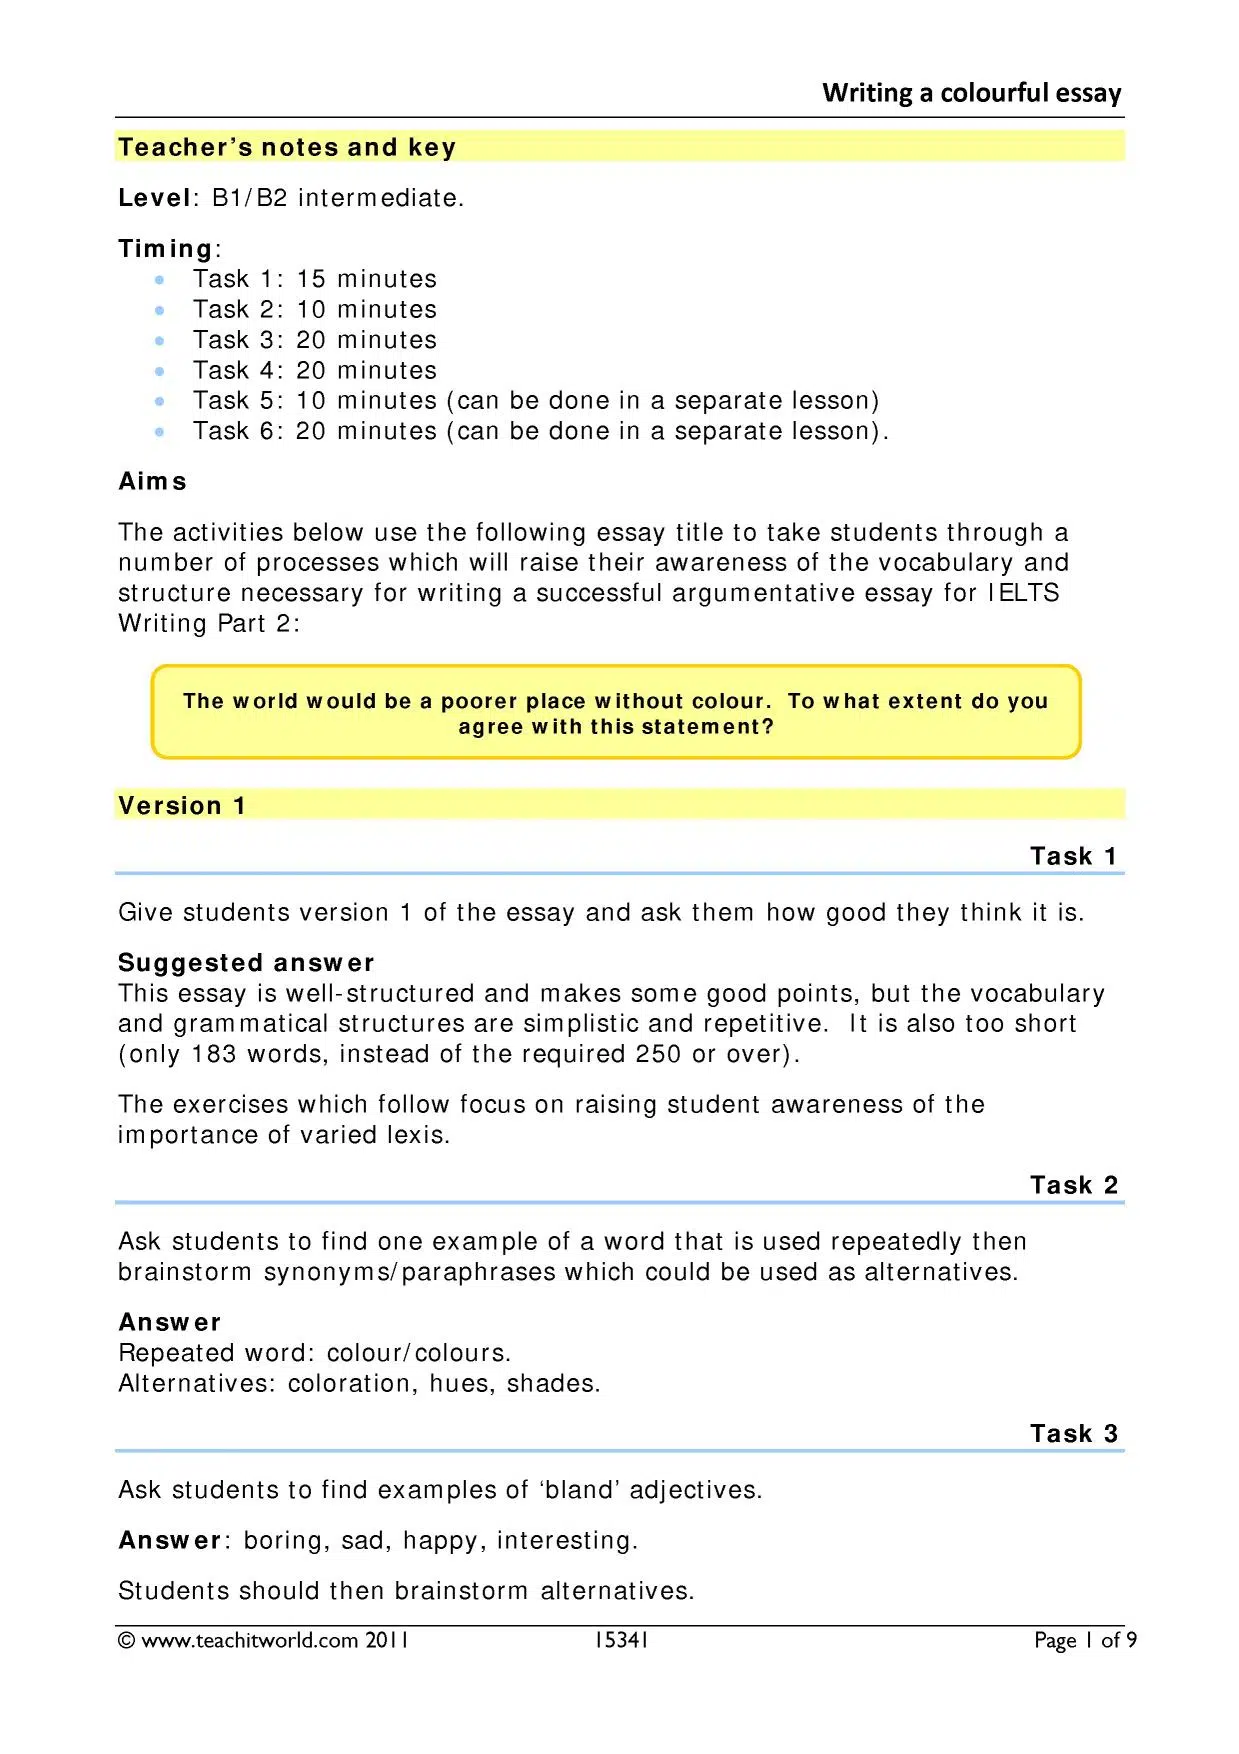 Writing a colourful essay
Teacher's notes and key
Level: B1/B2 intermediate.
Timing:
• Task 1: 15 minutes
• Task 2: 10 minutes
• Task 3: 20 minutes
• Task 4: 20 minutes
• Task 5: 10 minutes (can be done in a separate lesson)
• Task 6: 20 minutes (can be done in a separate lesson).
Aims
The activities below use the following essay title to take students through a
number of processes which will raise their awareness of the vocabulary and
structure necessary for writing a successful argumentative essay for IELTS
Writing Part 2:
The world would be a poorer place without colour. To what extent do you
agree with this statement?
Version 1
Task 1
Give students version 1 of the essay and ask them how good they think it is.
Suggested answer
This essay is well-structured and makes some good points, but the vocabulary
and grammatical structures are simplistic and repetitive. It is also too short
(only 183 words, instead of the required 250 or over).
The exercises which follow focus on raising student awareness of the
importance of varied lexis.
Task 2
Ask students to find one example of a word that is used repeatedly then
brainstorm synonyms/paraphrases which could be used as alternatives.
Answer
Repeated word: colour/colours.
Alternatives: coloration, hues, shades.
Task 3
Ask students to find examples of ‘bland’ adjectives.
Answer: boring, sad, happy, interesting.
Students should then brainstorm alternatives.
© www.teachitworld.com 2011 15341 Page 1 of 9